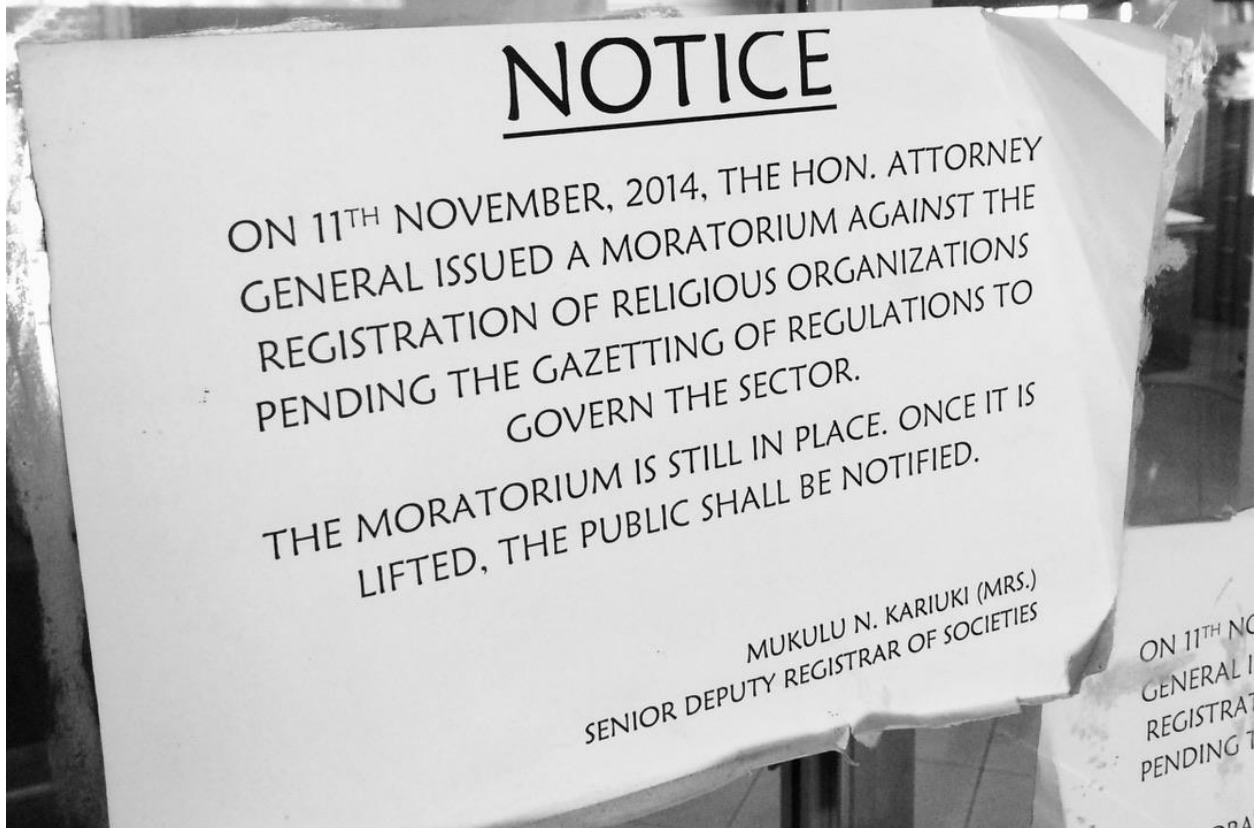 NOTICE
ON 11TH NOVEMBER, 2014, THE HON. ATTORNEY
GENERAL ISSUED A MORATORIUM AGAINST THE
REGISTRATION OF RELIGIOUS ORGANIZATIONS
PENDING THE GAZETTING OF REGULATIONS TO
GOVERN THE SECTOR.
THE MORATORIUM IS STILL IN PLACE. ONCE IT IS
LIFTED, THE PUBLIC SHALL BE NOTIFIED.
MUKULU N. KARIUKI (MRS.)
SENIOR DEPUTY REGISTRAR OF SOCIETIES
ON 11TH
GENERAL
PENDING